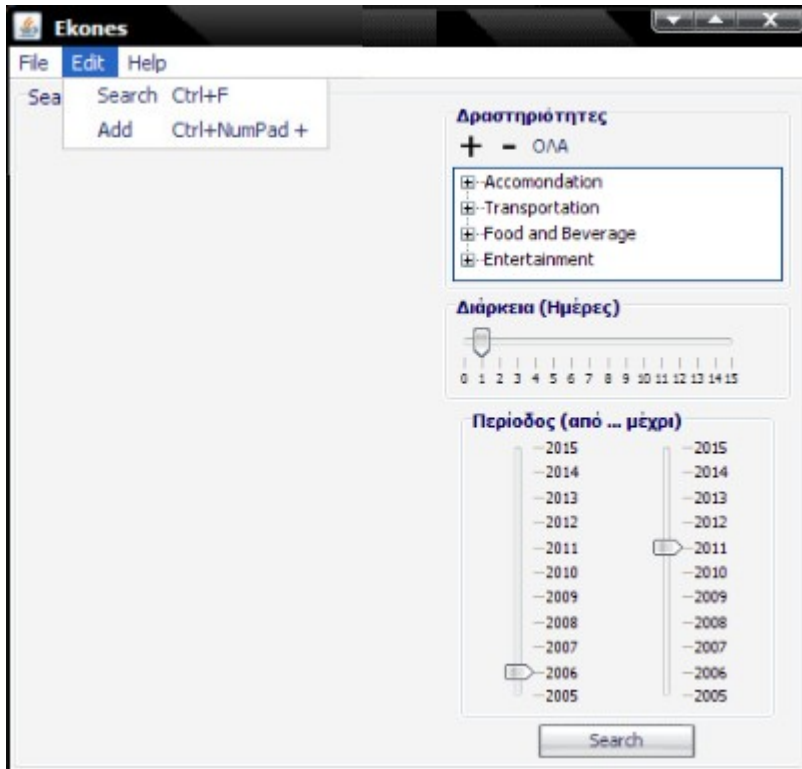 Ekones
File Edit Help
Search Ctrl+F
Add Ctrl+NumPad +
Sea
Δραστηριότητες
+ - ΟΛΑ
Accomondation
Transportation
Food and Beverage
Entertainment
Διάρκεια (Ημέρες)
0 1 2 3 4 5 6 7 8 9 10 11 12 13 14 15
Περίοδος (από ... μέχρι)
2015 2015
2014 2014
2013 2013
2012 2012
2011 2011
2010 2010
2009 2009
2008 2008
2007 2007
2006 2006
2005 2005
Search